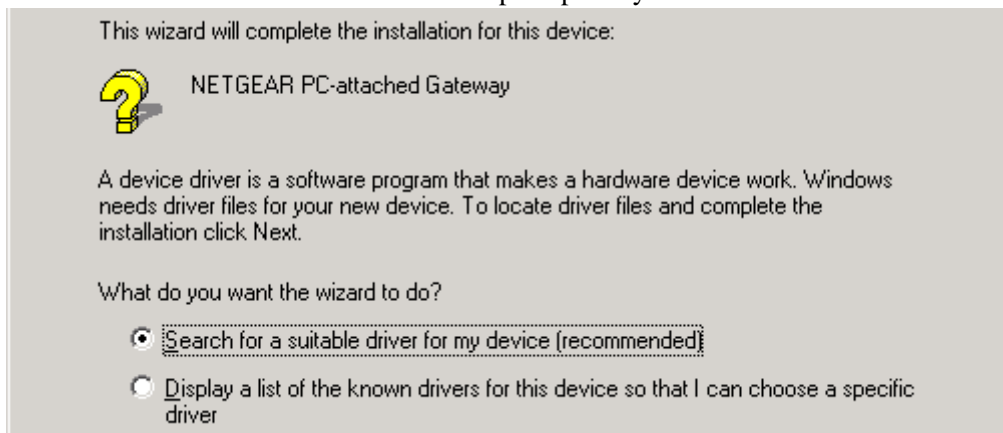 This wizard will complete the installation for this device:
NETGEAR PC-attached Gateway
A device driver is a software program that makes a hardware device work. Windows
needs driver files for your new device. To locate driver files and complete the
installation click Next.
What do you want the wizard to do?
Search for a suitable driver for my device (recommended)
Display a list of the known drivers for this device so that I can choose a specific
driver